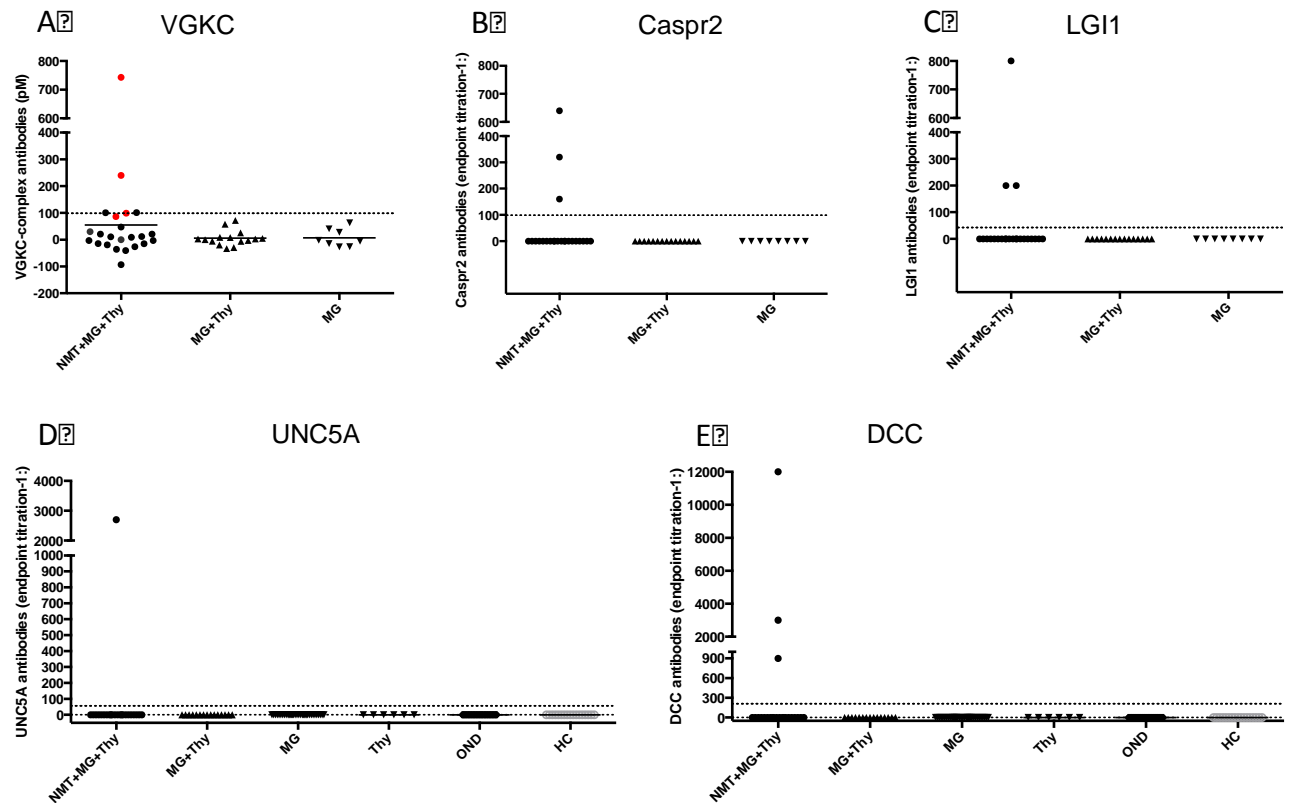 A⍰ VGKC
VGKC-complex antibodies (pM)
800
700
600
400
300
200
100
0
-100
-200
NMT+MG+Thy
MG+Thy
MG
B⍰ Caspr2
Caspr2 antibodies (endpoint titration-1:)
800
700
600
400
300
200
100
0
NMT+MG+Thy
MG+Thy
MG
C⍰ LGI1
LGI1 antibodies (endpoint titration-1:)
800
700
600
400
300
200
100
0
NMT+MG+Thy
MG+Thy
MG
D⍰ UNC5A
UNC5A antibodies (endpoint titration-1:)
4000
3000
2000
1000
900
800
700
600
500
400
300
200
100
0
NMT+MG+Thy
MG+Thy
MG
Thy
OND
HC
E⍰ DCC
DCC antibodies (endpoint titration-1:)
12000
10000
8000
6000
4000
2000
900
600
300
0
NMT+MG+Thy
MG+Thy
MG
Thy
OND
HC